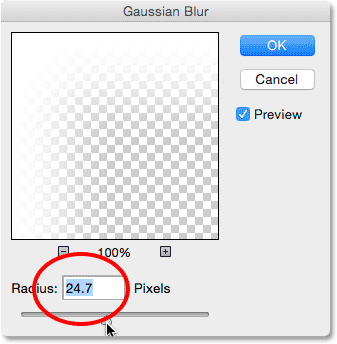 Gaussian Blur
OK
Cancel
Preview
100%
Radius: 24.7 Pixels